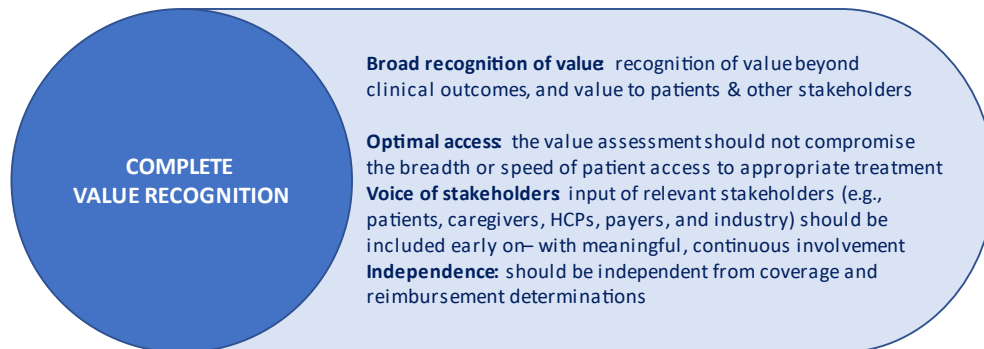 COMPLETE
VALUE RECOGNITION
Broad recognition of value: recognition of value beyond
clinical outcomes, and value to patients & other stakeholders
Optimal access: the value assessment should not compromise
the breadth or speed of patient access to appropriate treatment
Voice of stakeholders: input of relevant stakeholders (e.g.,
patients, caregivers, HCPs, payers, and industry) should be
included early on– with meaningful, continuous involvement
Independence: should be independent from coverage and
reimbursement determinations